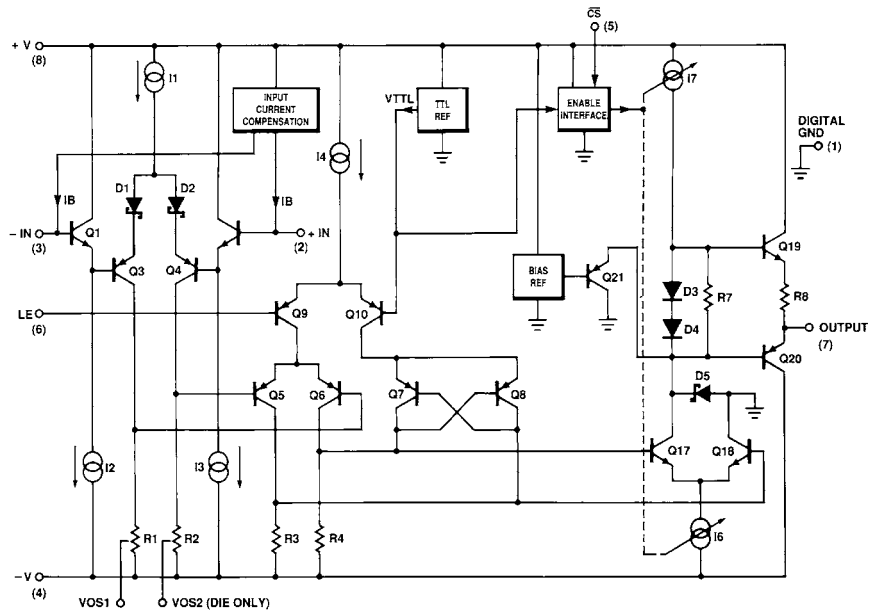 CS
(5)
+ V
(8)
I1
I7
INPUT
CURRENT
COMPENSATION
VTTL
TTL
REF
ENABLE
INTERFACE
DIGITAL
GND
(1)
I4
D1
D2
IB
IB
− IN
(3)
Q1
+ IN
(2)
Q19
Q3
Q4
BIAS
REF
Q21
D3
R7
R8
LE
(6)
Q9
Q10
D4
OUTPUT
(7)
Q20
Q5
Q6
Q7
Q8
D5
Q17
Q18
I2
I3
R1
R2
R3
R4
I6
−V
(4)
VOS1
VOS2 (DIE ONLY)